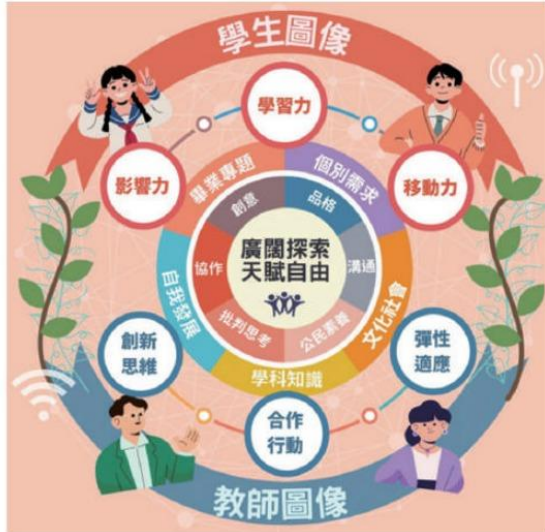 學生圖像
學習力
影響力
移動力
畢業專題
個別需求
創意
品格
廣闊探索
天賦自由
協作
溝通
自我發展
文化社會
批判思考
公民素養
學科知識
創新
思維
彈性
適應
合作
行動
教師圖像